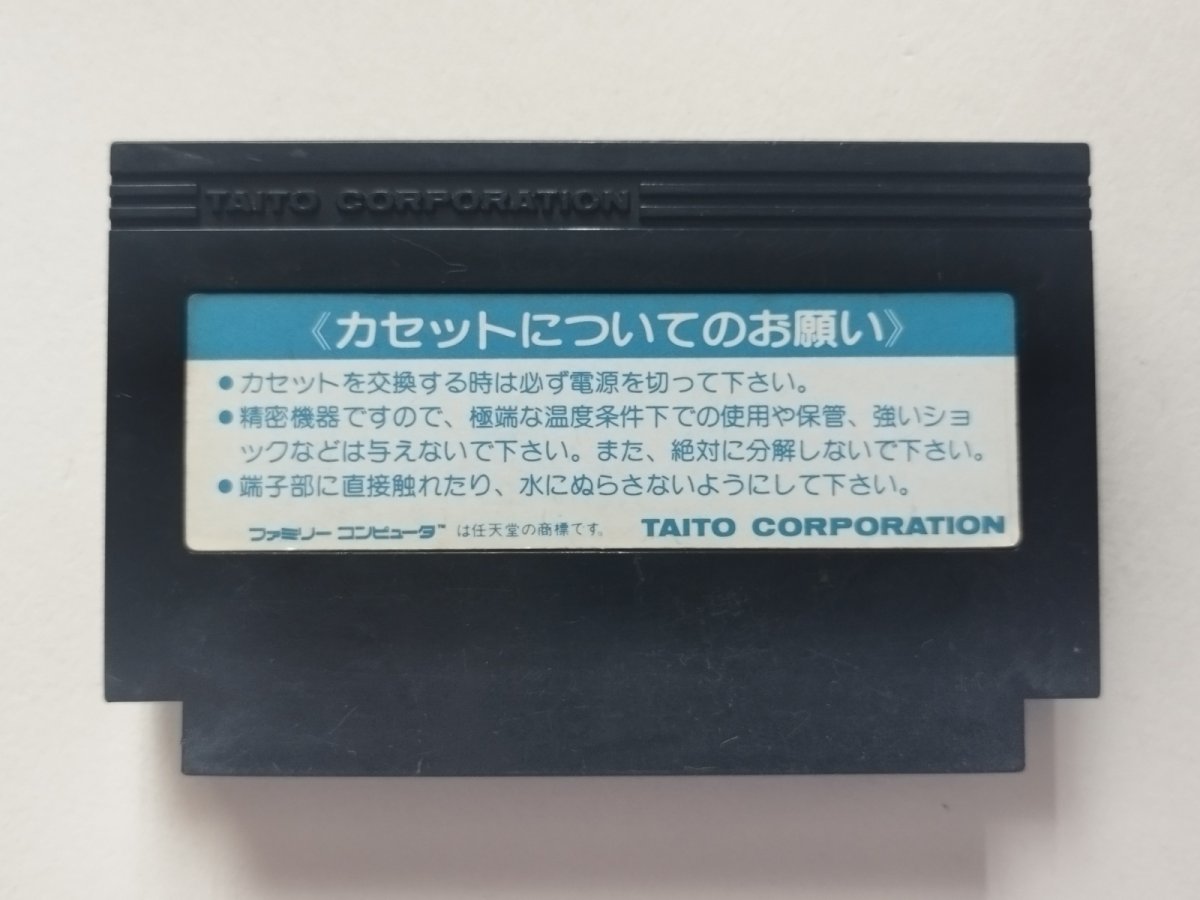 TAITO CORPORATION
《カセットについてのお願い》
●カセットを交換する時は必ず電源を切って下さい。
●精密機器ですので、極端な温度条件下での使用や保管、強いショ
ックなどは与えないで下さい。また、絶対に分解しないで下さい。
●端子部に直接触れたり、水にぬらさないようにして下さい。
ファミリーコンピュータ™ は任天堂の商標です。 TAITO CORPORATION